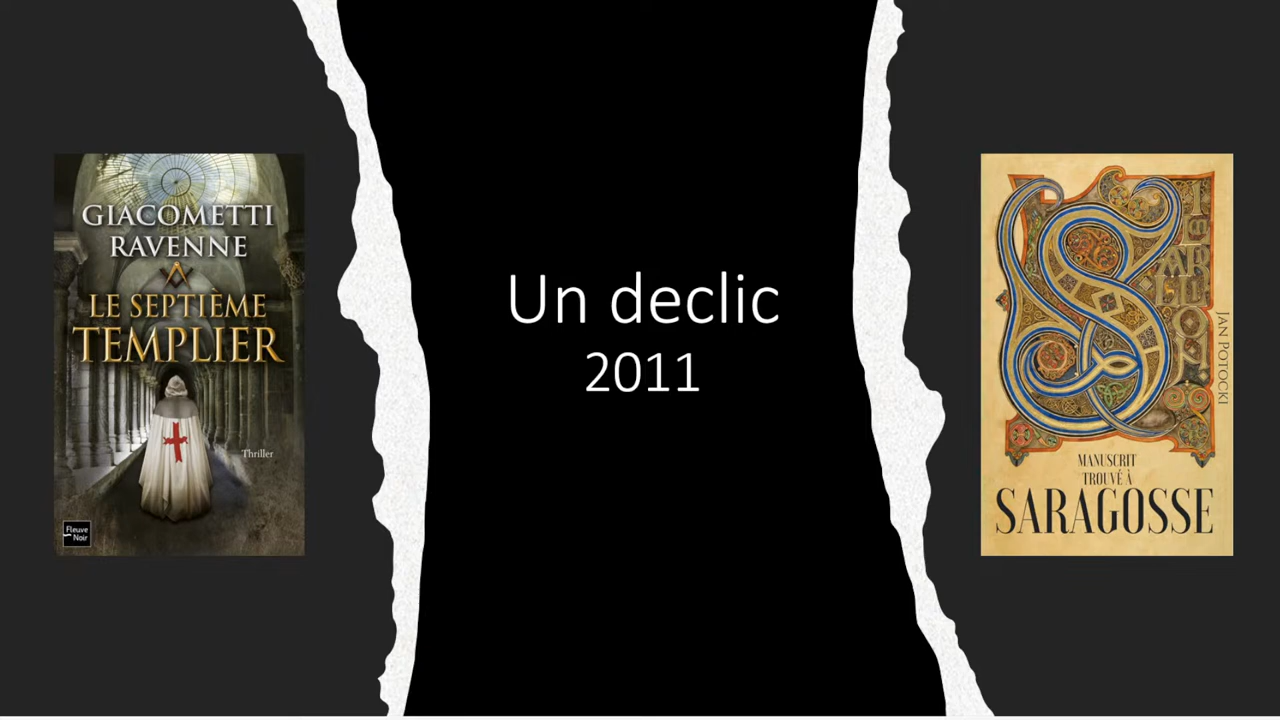 GIACOMETTI
RAVENNE
LE SEPTIÈME
TEMPLIER
Thriller
Fleuve
Noir
Un declic
2011
JAN POTOCKI
MANUSCRIT
TROUVÉ À
SARAGOSSE